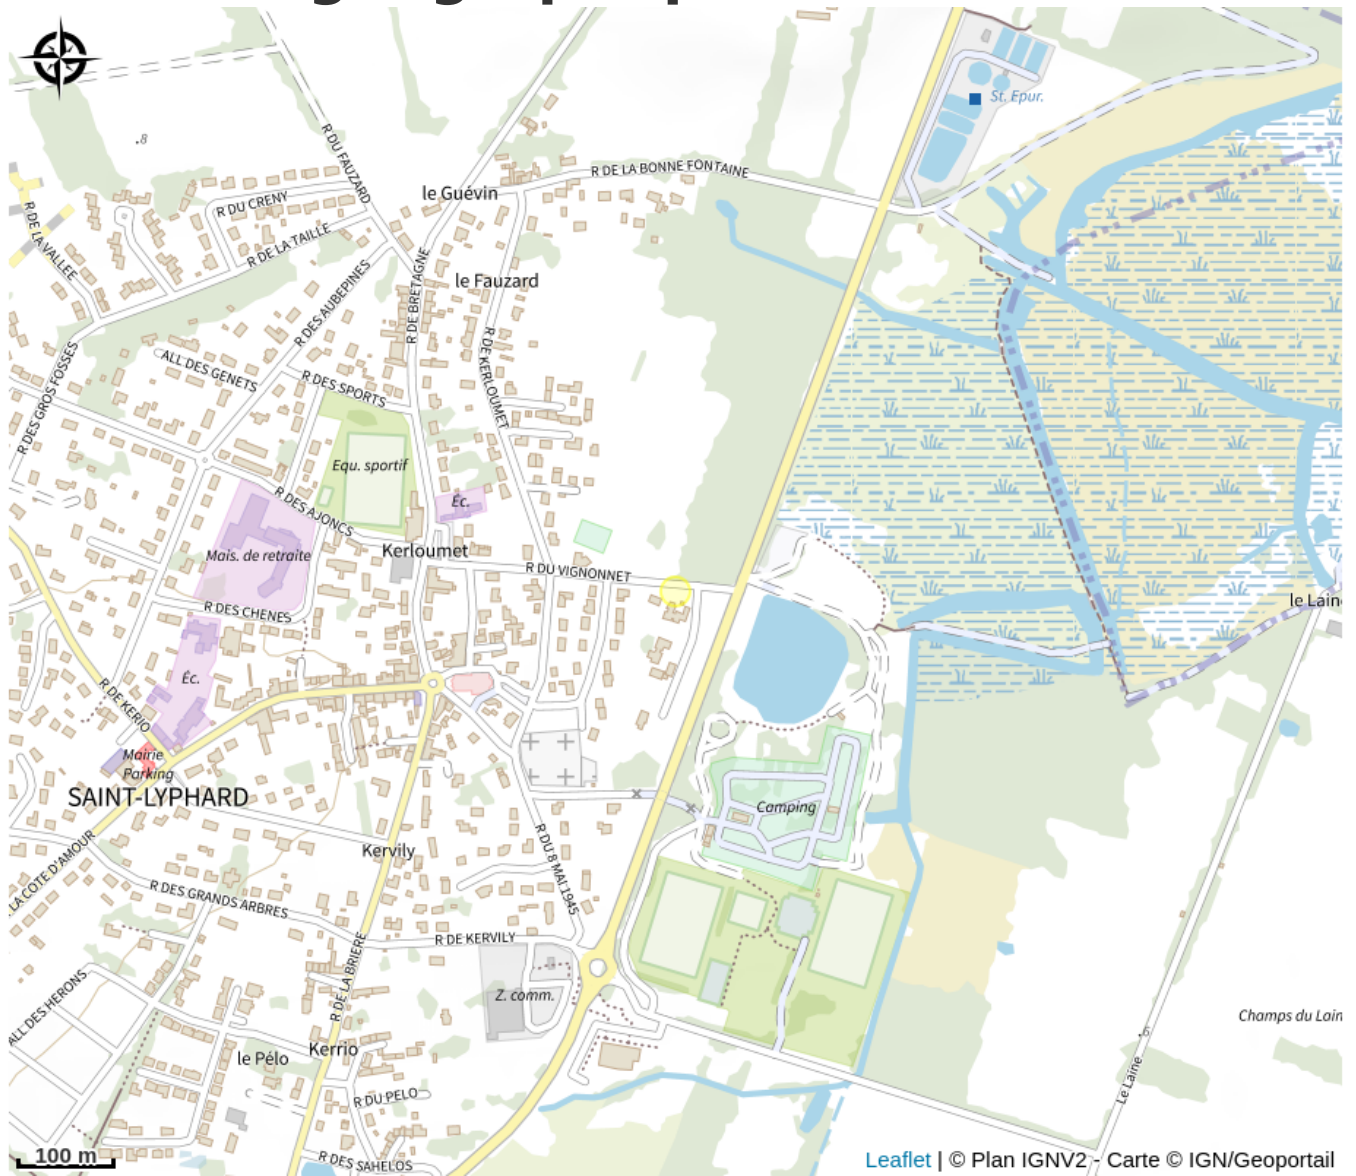 St. Epur.
.8
R DU FAUZARD
R DE LA BONNE FONTAINE
le Guévin
R DU CRENY
R DE LA VALLEE
R DE LA TAILLE
R DES AUBEPINES
R DE BRETAGNE
le Fauzard
ALL DES GENETS
R DES SPORTS
R DE KERLOUMET
R DES GROS FOSSES
Equ. sportif
R DES AJONCS
Éc.
Mais. de retraite
Kerloumet
R DU VIGNONNET
R DES CHENES
le Lain
Éc.
R DE KERIO
Mairie
Parking
SAINT-LYPHARD
Camping
LA COTE D'AMOUR
Kervily
R DU 8 MAI 1945
R DES GRANDS ARBRES
R DE KERVILY
R DE LA BRIERE
Z. comm.
ALL DES HERONS
Champs du Lain
.6
le Pélo
Kerrio
Le Laine
R DU PELO
R DES SAHELOS
100 m
Leaflet | © Plan IGNV2 - Carte © IGN/Geoportail